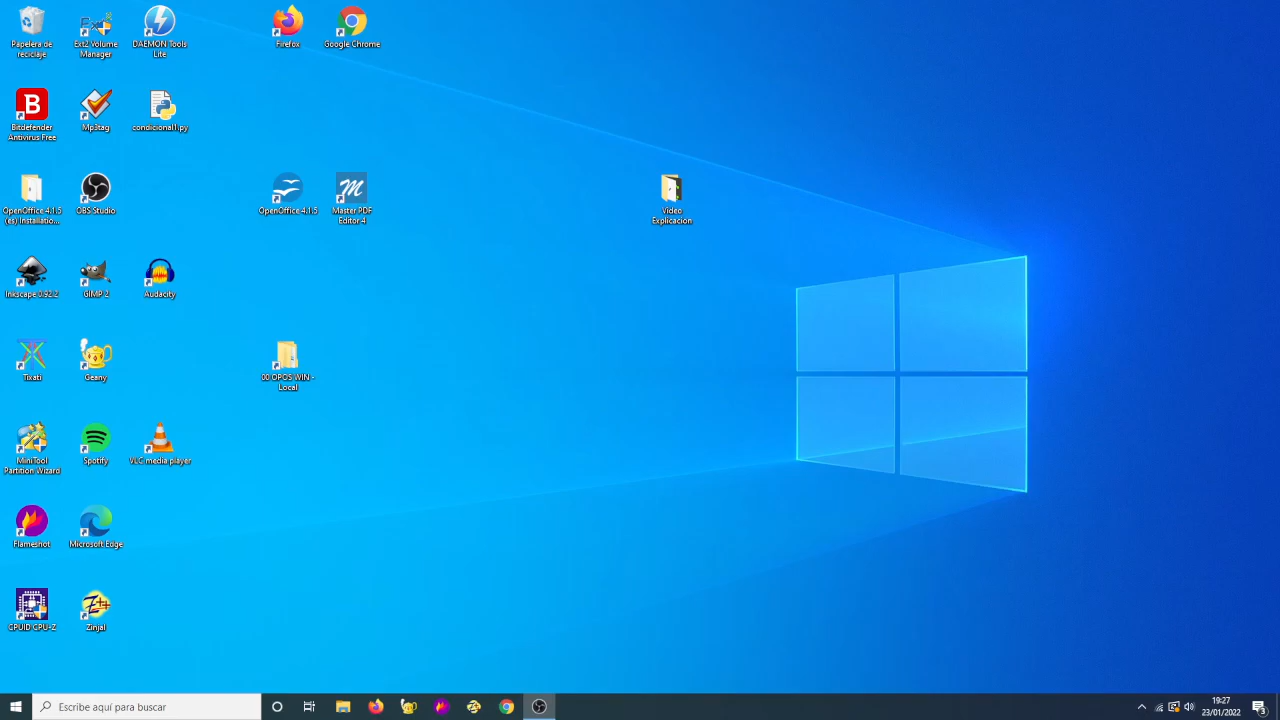 Papelera de
reciclaje
Ext2 Volume
Manager
DAEMON Tools
Lite
Firefox
Google Chrome
Bitdefender
Antivirus Free
Mp3tag
condicional1\py
OpenOffice 4.1.5
(es) Installatio...
OBS Studio
OpenOffice 4.1.5
Master PDF
Editor 4
Video
Explicacion
Inkscape 0.92.2
GIMP 2
Audacity
Tixati
Geany
00 OPOS WIN -
Local
MiniTool
Partition Wizard
Spotify
VLC media player
Flameshot
Microsoft Edge
CPUID CPU-Z
ZinjaI
Escribe aquí para buscar
19:27
23/01/2022